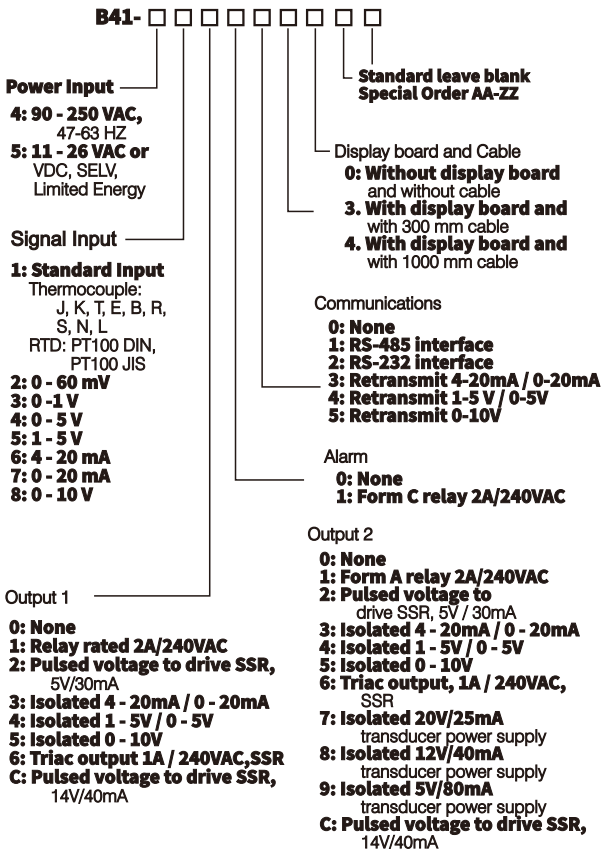 B41- □ □ □ □ □ □ □ □ □
Power Input
4: 90 - 250 VAC,
47-63 HZ
5: 11 - 26 VAC or
VDC, SELV,
Limited Energy
Signal Input
1: Standard Input
Thermocouple:
J, K, T, E, B, R,
S, N, L
RTD: PT100 DIN,
PT100 JIS
2: 0 - 60 mV
3: 0 -1 V
4: 0 - 5 V
5: 1 - 5 V
6: 4 - 20 mA
7: 0 - 20 mA
8: 0 - 10 V
Output 1
0: None
1: Relay rated 2A/240VAC
2: Pulsed voltage to drive SSR,
5V/30mA
3: Isolated 4 - 20mA / 0 - 20mA
4: Isolated 1 - 5V / 0 - 5V
5: Isolated 0 - 10V
6: Triac output 1A / 240VAC,SSR
C: Pulsed voltage to drive SSR,
14V/40mA
Standard leave blank
Special Order AA-ZZ
Display board and Cable
0: Without display board
and without cable
3. With display board and
with 300 mm cable
4. With display board and
with 1000 mm cable
Communications
0: None
1: RS-485 interface
2: RS-232 interface
3: Retransmit 4-20mA / 0-20mA
4: Retransmit 1-5 V / 0-5V
5: Retransmit 0-10V
Alarm
0: None
1: Form C relay 2A/240VAC
Output 2
0: None
1: Form A relay 2A/240VAC
2: Pulsed voltage to
drive SSR, 5V / 30mA
3: Isolated 4 - 20mA / 0 - 20mA
4: Isolated 1 - 5V / 0 - 5V
5: Isolated 0 - 10V
6: Triac output, 1A / 240VAC,
SSR
7: Isolated 20V/25mA
transducer power supply
8: Isolated 12V/40mA
transducer power supply
9: Isolated 5V/80mA
transducer power supply
C: Pulsed voltage to drive SSR,
14V/40mA